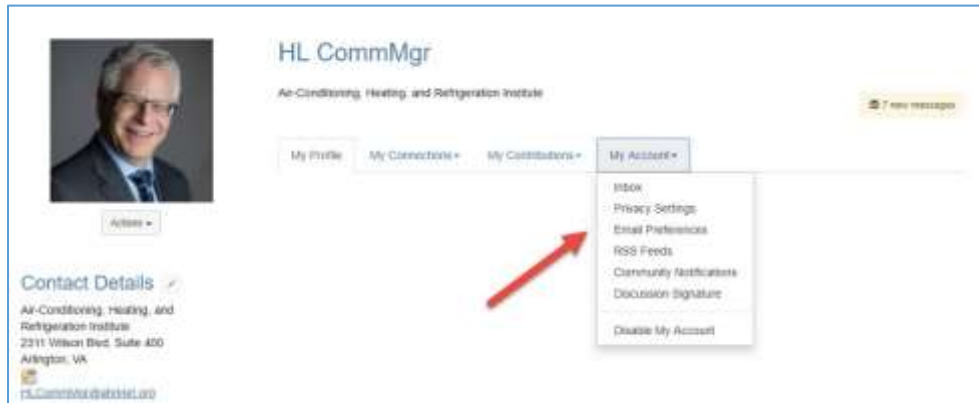 HL CommMgr
Air-Conditioning, Heating, and Refrigeration Institute
7 new messages
My Profile
My Connections
My Contributions
My Account
Inbox
Privacy Settings
Email Preferences
RSS Feeds
Community Notifications
Discussion Signature
Disable My Account
Actions
Contact Details
Air-Conditioning, Heating, and
Refrigeration Institute
2311 Wilson Blvd, Suite 400
Arlington, VA